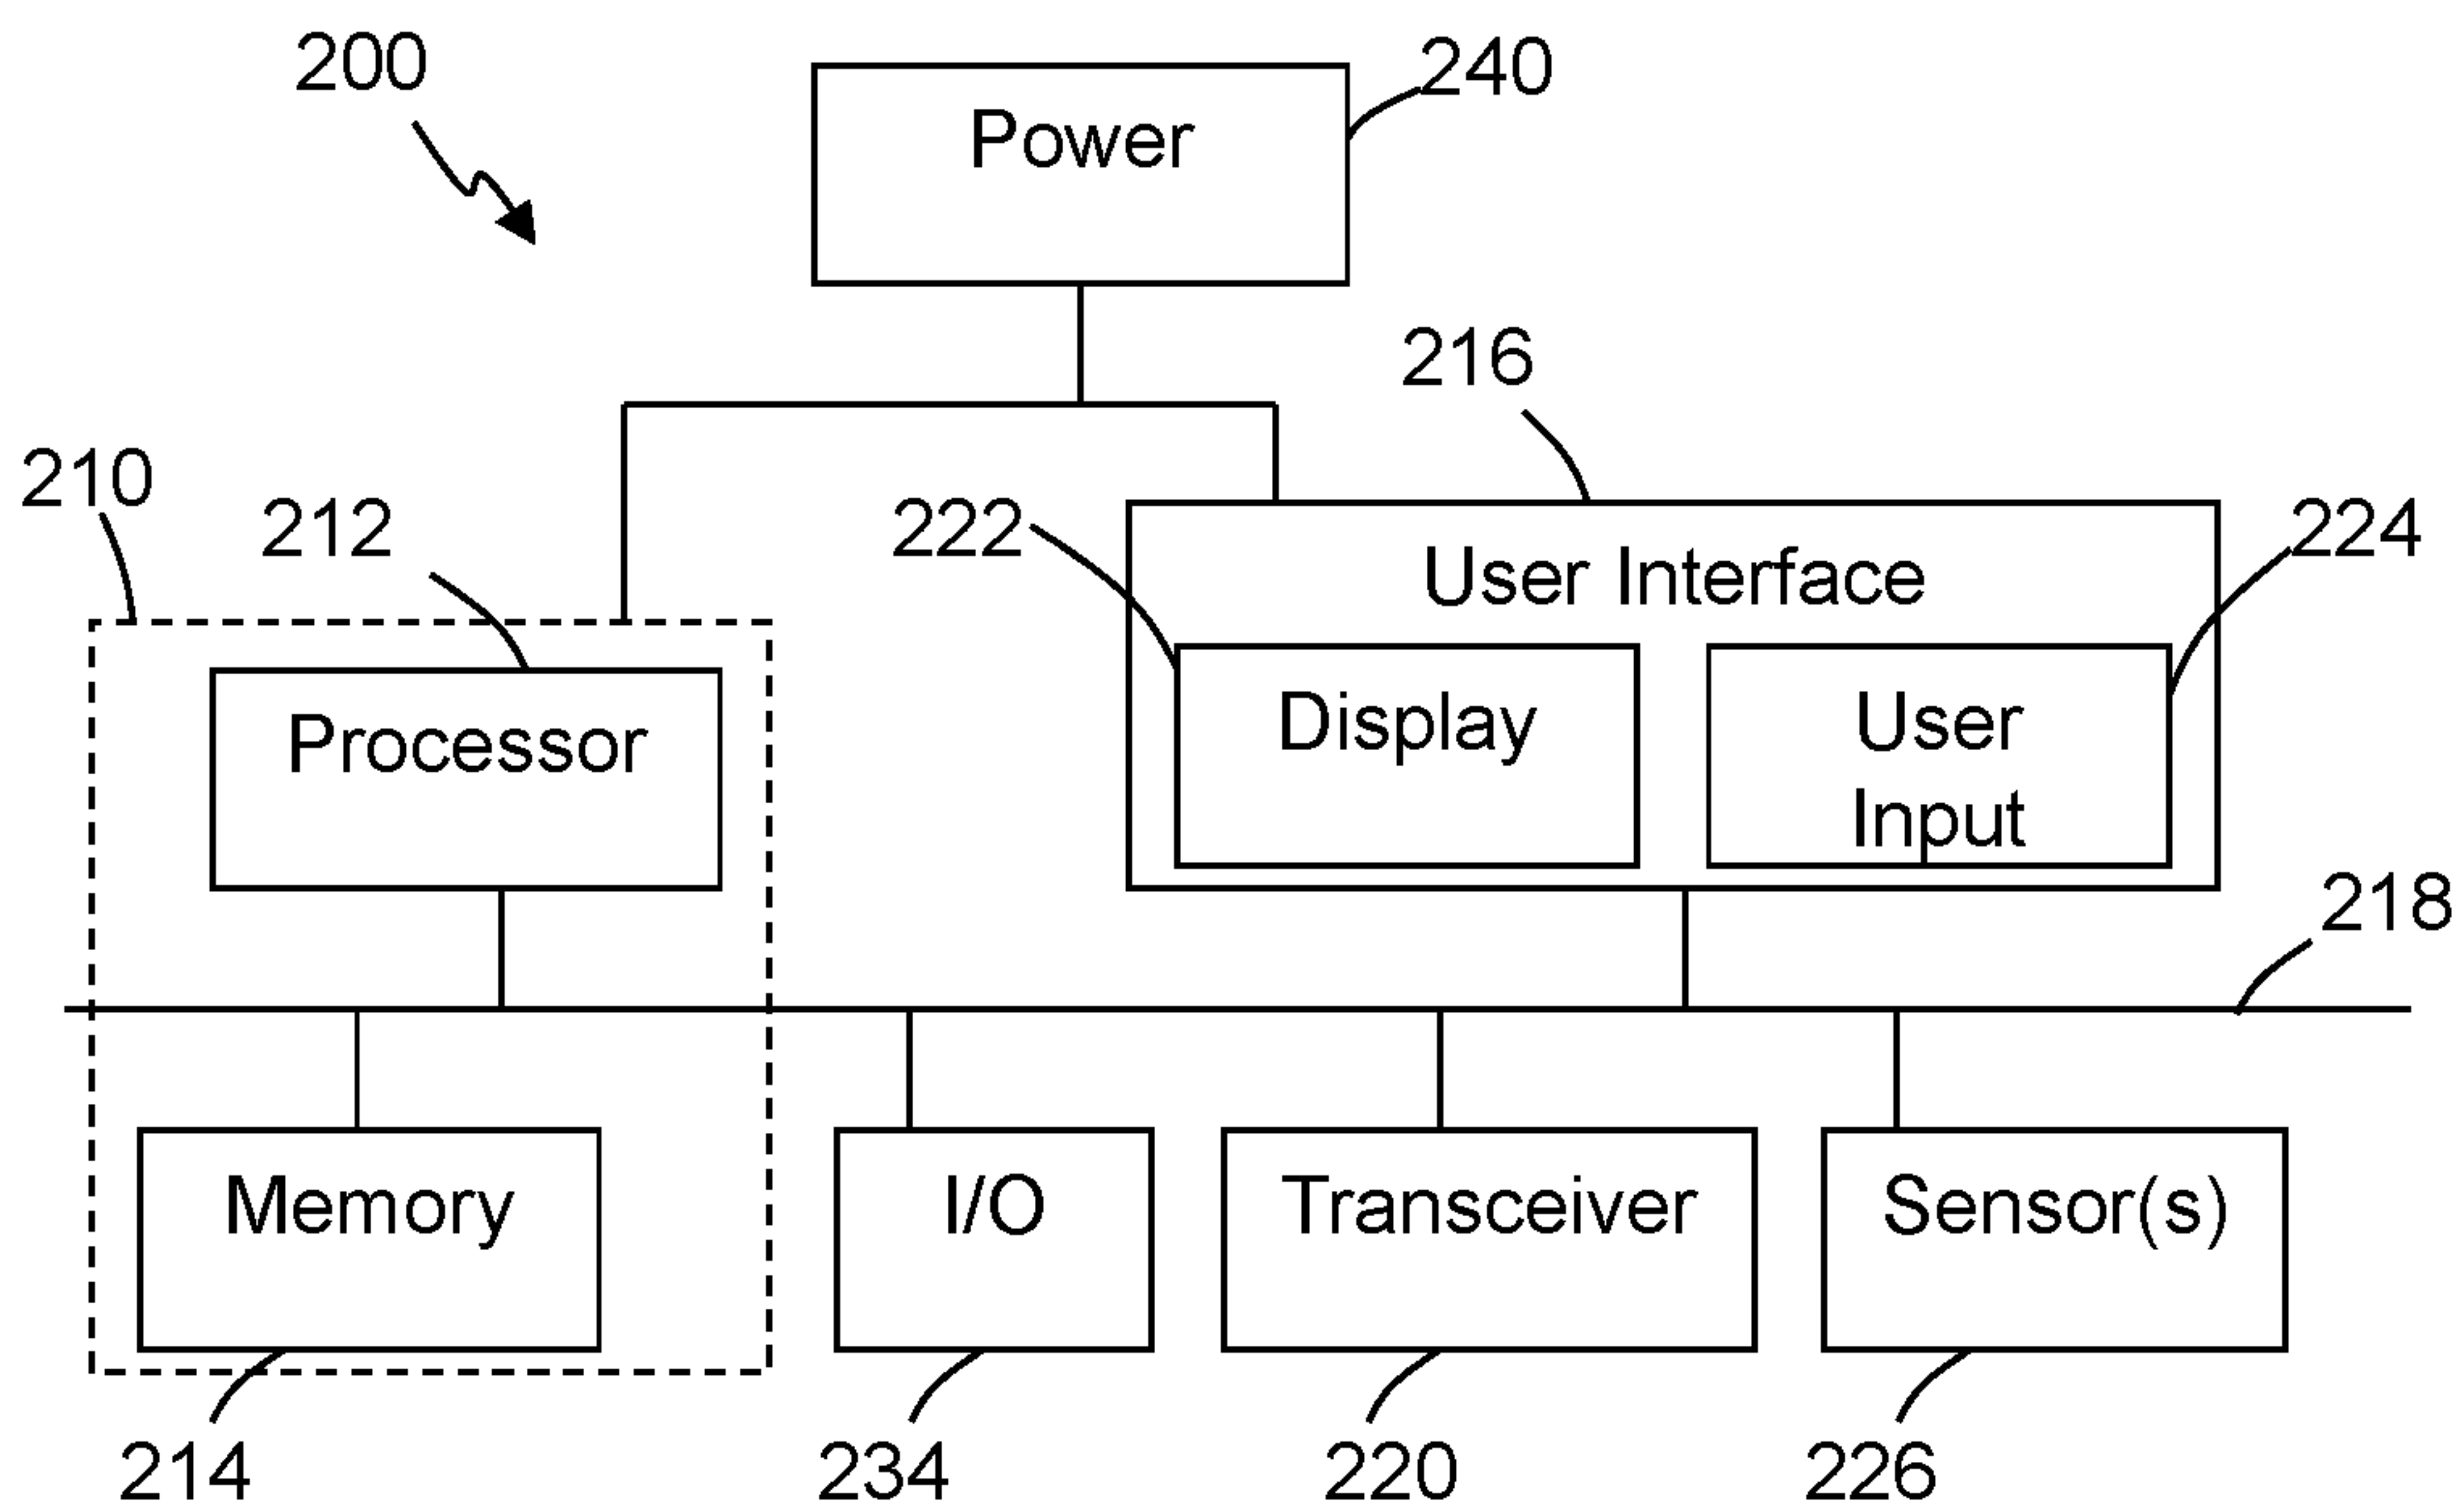 200
240
Power
216
210
212
222
224
User Interface
Processor
Display
User
Input
218
Memory
I/O
Transceiver
Sensor(s)
214
234
220
226